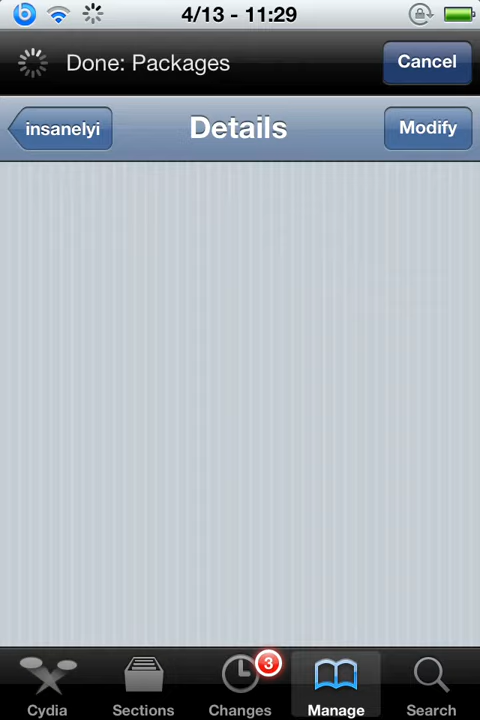 4/13 - 11:29
Done: Packages
Cancel
insanelyi
Details
Modify
3
Cydia
Sections
Changes
Manage
Search